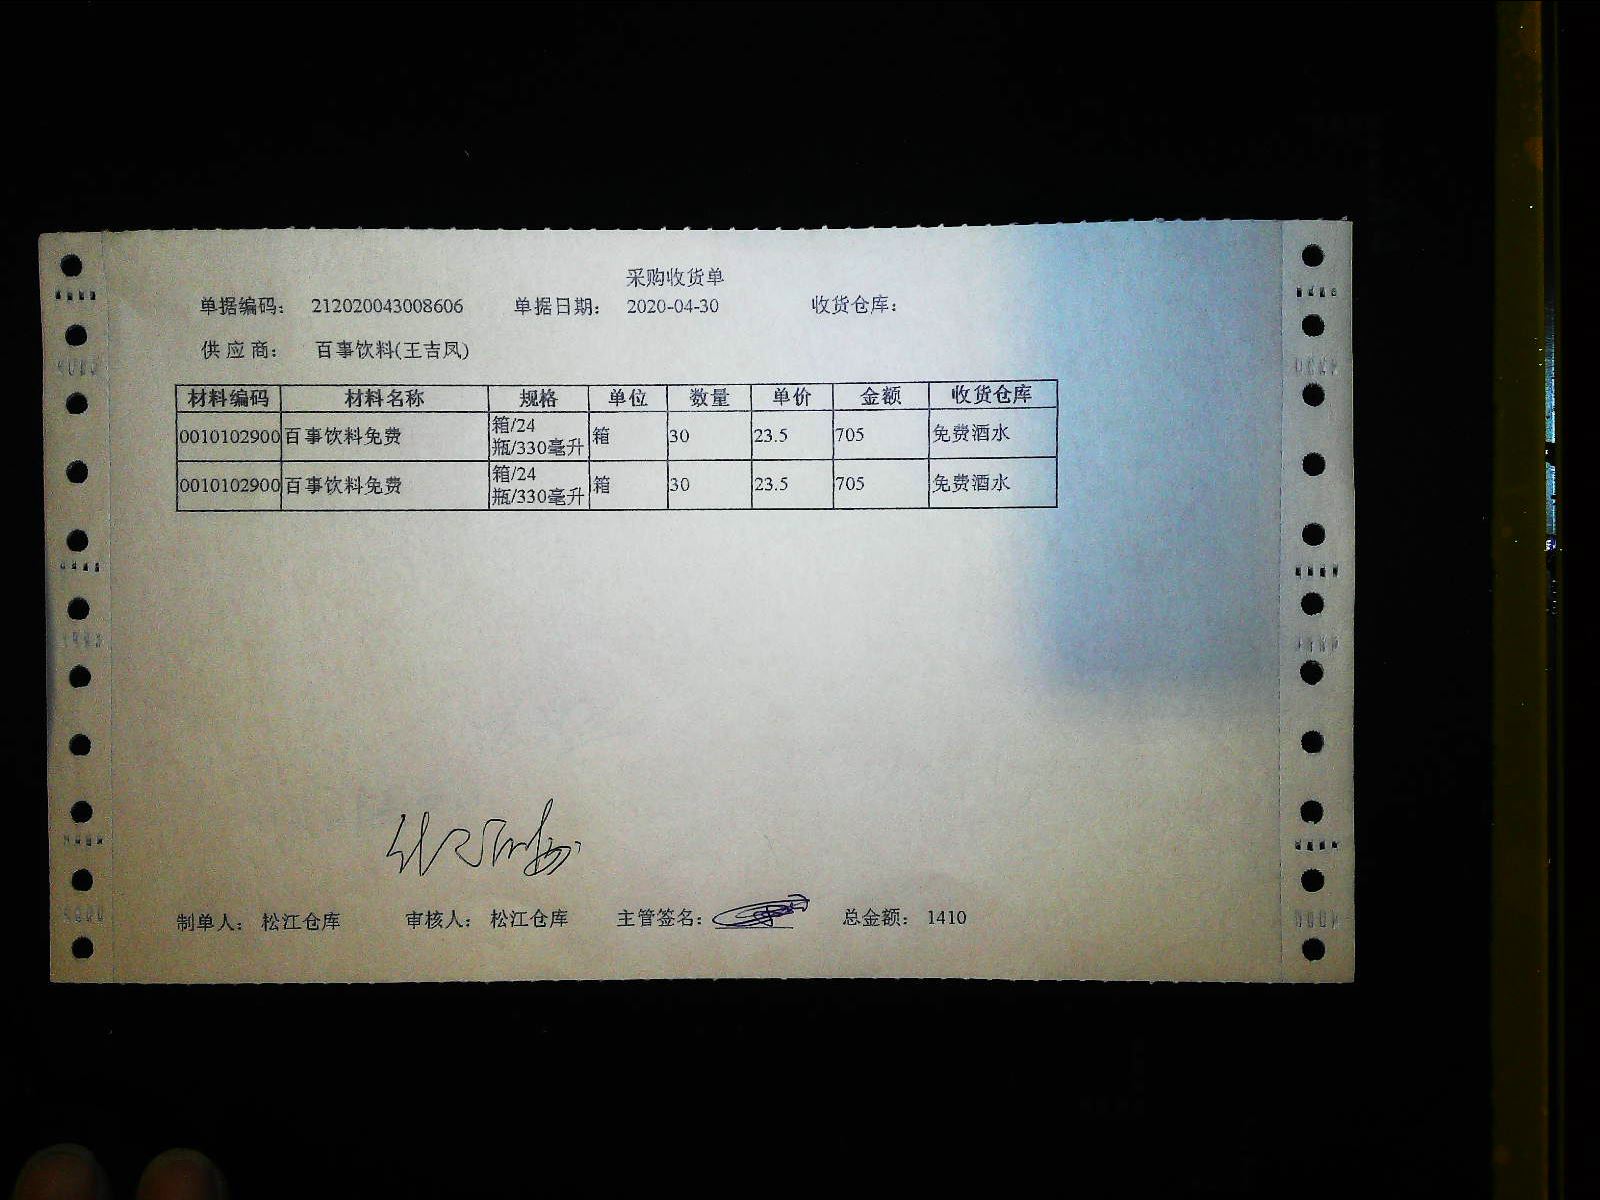 采购收货单
单据编码： 212020043008606 单据日期： 2020-04-30 收货仓库：
供 应 商： 百事饮料(王吉凤)
材料编码 材料名称 规格 单位 数量 单价 金额 收货仓库
0010102900 百事饮料免费 箱/24瓶/330毫升 箱 30 23.5 705 免费酒水
0010102900 百事饮料免费 箱/24瓶/330毫升 箱 30 23.5 705 免费酒水
制单人： 松江仓库 审核人： 松江仓库 主管签名： 总金额： 1410